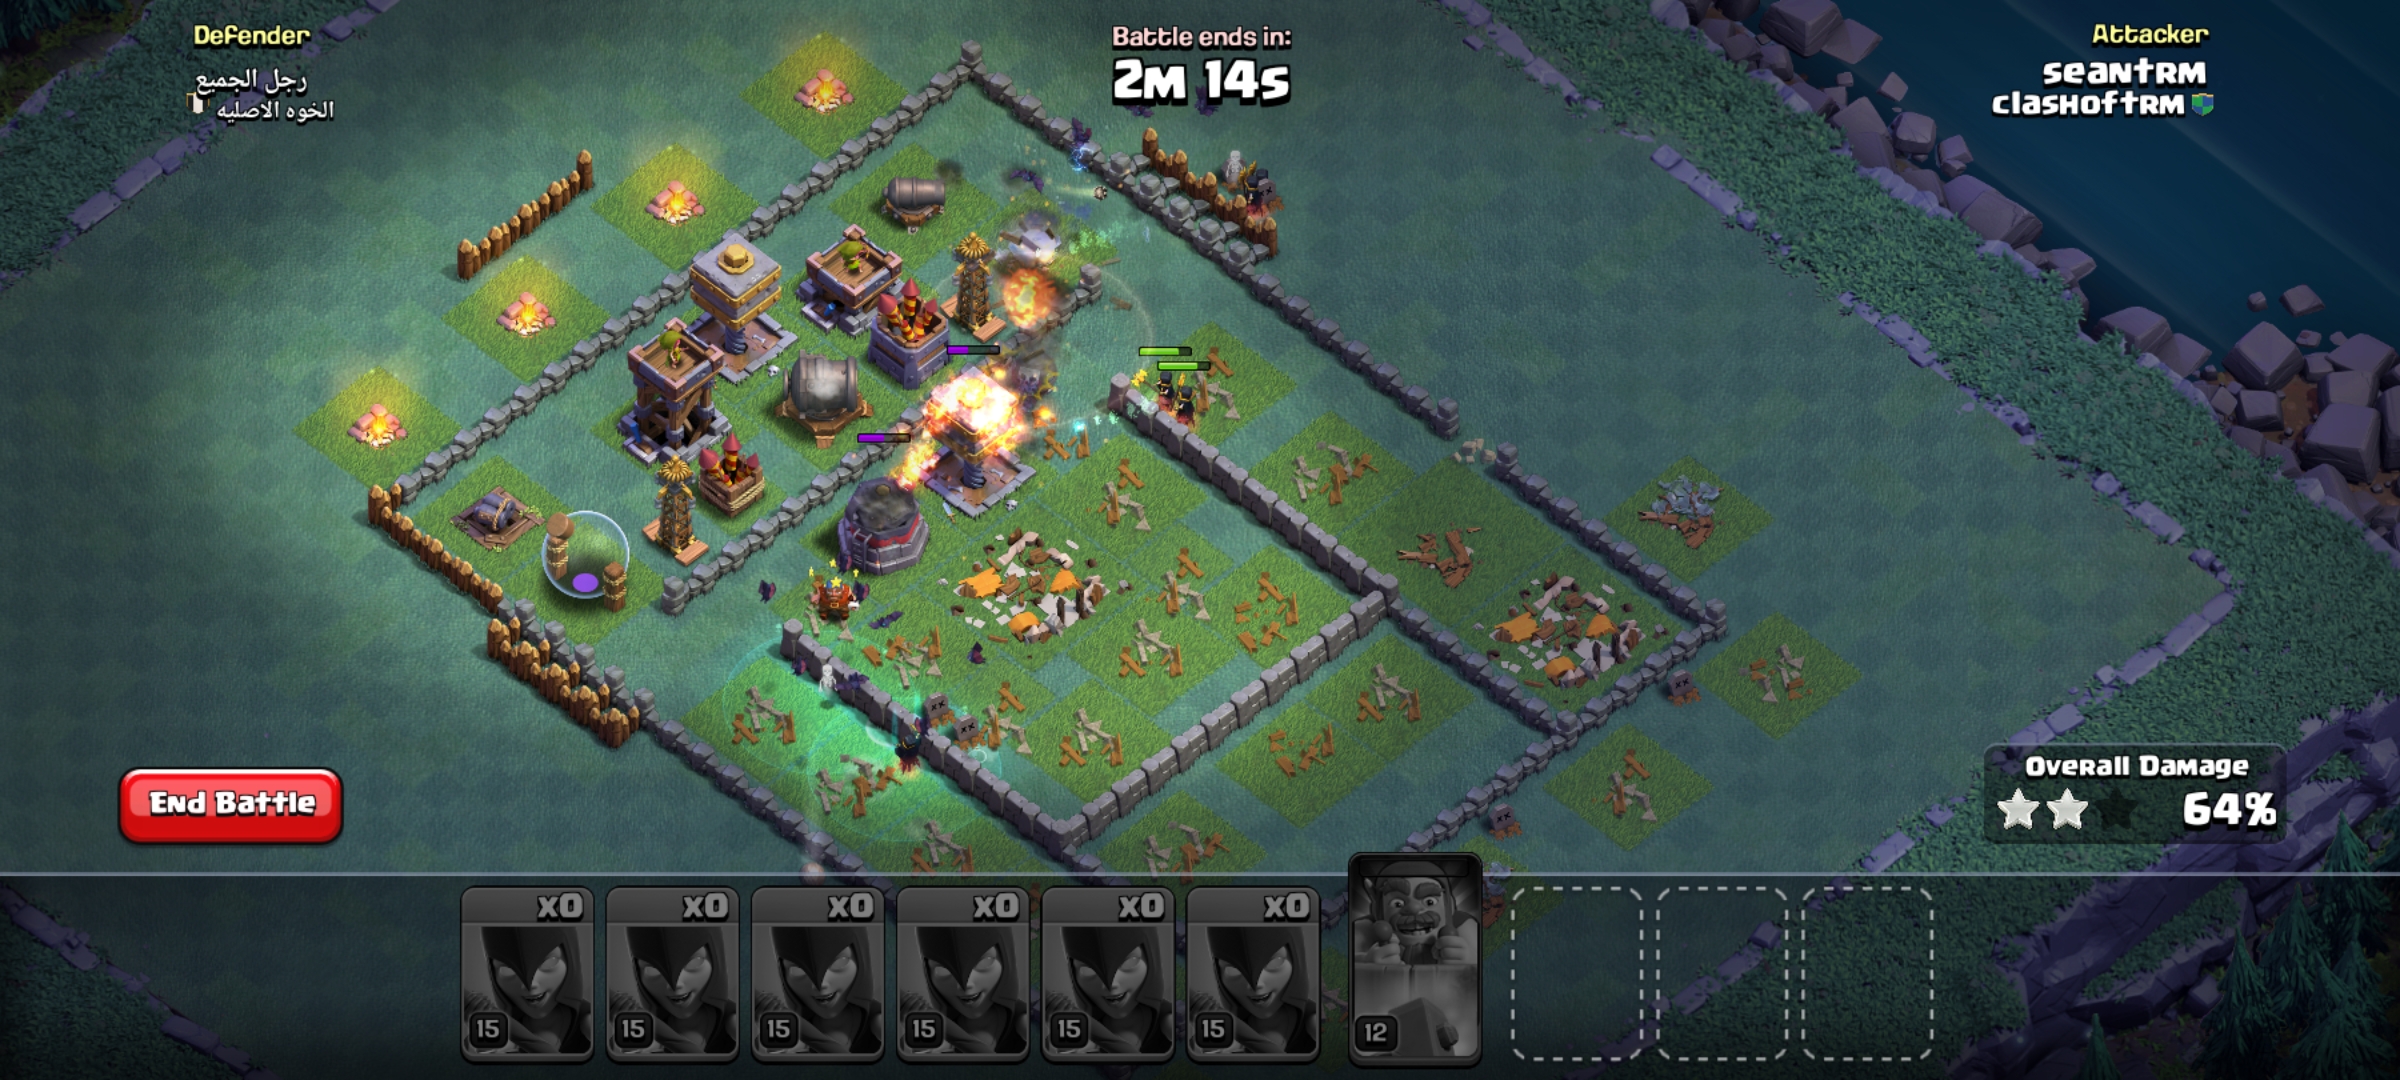 Defender
رجل الجميع
الخوه الاصليه
Battle ends in:
2M 14s
Attacker
seantRM
clashoftRM
End Battle
Overall Damage
64%
x0
x0
x0
x0
x0
x0
15
15
15
15
15
15
12